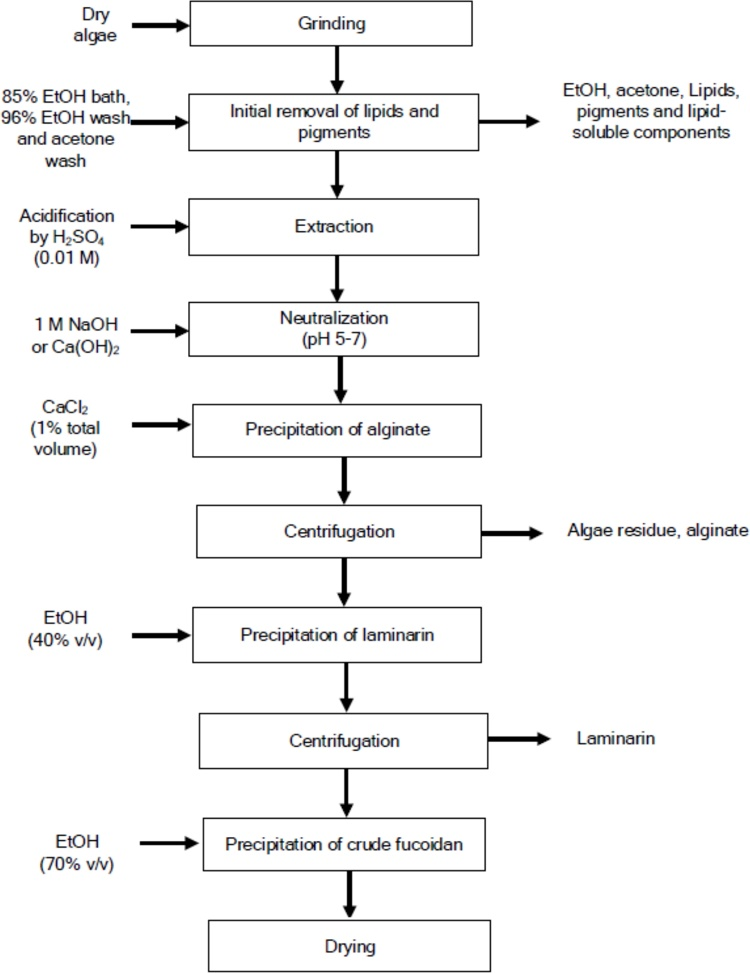 Dry
algae
Grinding
85% EtOH bath,
96% EtOH wash
and acetone
wash
Initial removal of lipids and
pigments
EtOH, acetone, Lipids,
pigments and lipid-
soluble components
Acidification
by H₂SO₄
(0.01 M)
Extraction
1 M NaOH
or Ca(OH)₂
Neutralization
(pH 5-7)
CaCl₂
(1% total
volume)
Precipitation of alginate
Centrifugation
Algae residue, alginate
EtOH
(40% v/v)
Precipitation of laminarin
Centrifugation
Laminarin
EtOH
(70% v/v)
Precipitation of crude fucoidan
Drying